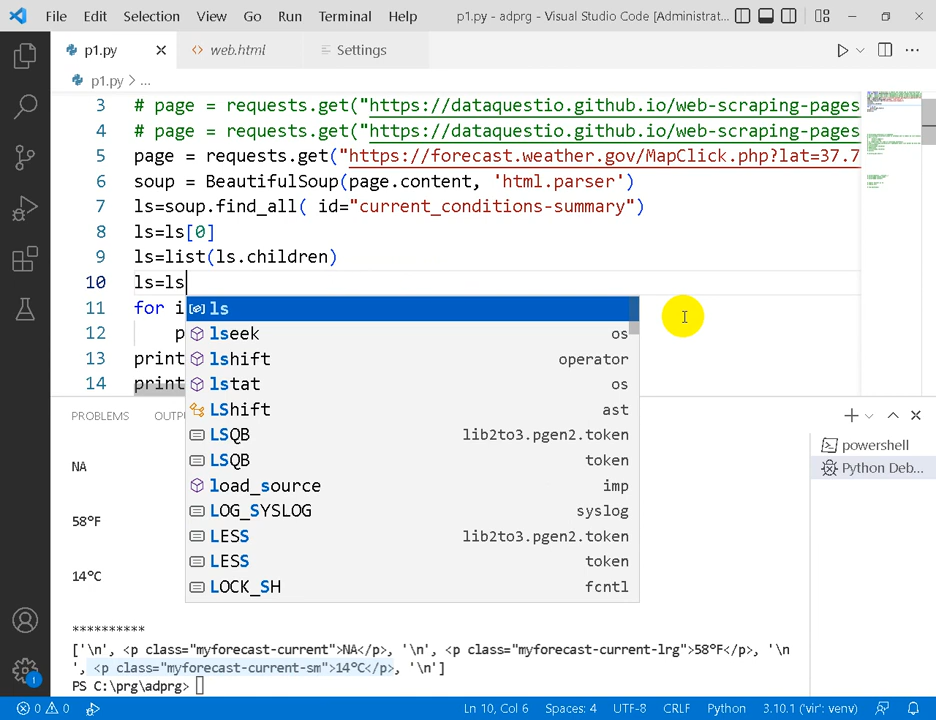 File Edit Selection View Go Run Terminal Help p1.py - adprg - Visual Studio Code [Administrat...
p1.py web.html Settings
p1.py > ...
3 # page = requests.get("https://dataquestio.github.io/web-scraping-pages
4 # page = requests.get("https://dataquestio.github.io/web-scraping-pages
5 page = requests.get("https://forecast.weather.gov/MapClick.php?lat=37.7
6 soup = BeautifulSoup(page.content, 'html.parser')
7 ls=soup.find_all( id="current_conditions-summary")
8 ls=ls[0]
9 ls=list(ls.children)
10 ls=ls
11 for i
12 p
13 print
14 print
ls
lseek os
lshift operator
lstat os
LShift ast
LSQB lib2to3.pgen2.token
LSQB token
load_source imp
LOG_SYSLOG syslog
LESS lib2to3.pgen2.token
LESS token
LOCK_SH fcntl
PROBLEMS OUTPU
powershell
Python Deb...
NA
58°F
14°C
**********
['\n', <p class="myforecast-current">NA</p>, '\n', <p class="myforecast-current-lrg">58°F</p>, '\n
', <p class="myforecast-current-sm">14°C</p>, '\n']
PS C:\prg\adprg>
1
0 0 Ln 10, Col 6 Spaces: 4 UTF-8 CRLF Python 3.10.1 ('vir': venv)